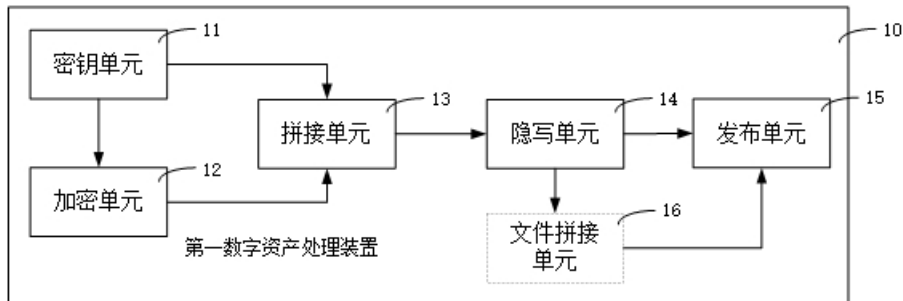 11
密钥单元
10
13
拼接单元
14
隐写单元
15
发布单元
12
加密单元
16
文件拼接
单元
第一数字资产处理装置